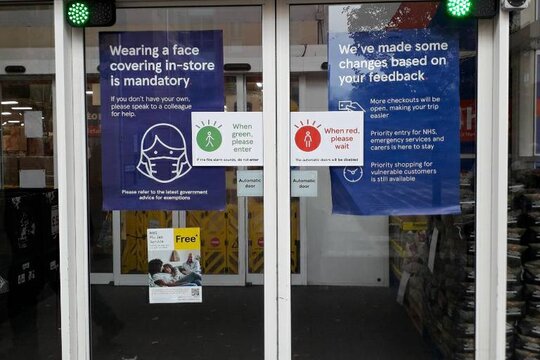 Wearing a face
covering in-store
is mandatory
If you don't have your own,
please speak to a colleague
for help.
Please refer to the latest government
advice for exemptions
When
green,
please
enter
If the fire alarm sounds, do not enter
Automatic
door
Free
When red,
please
wait
The automatic doors will be disabled
Automatic
door
We've made some
changes based on
your feedback
More checkouts will be
open, making your trip
easier
Priority entry for NHS,
emergency services and
carers is here to stay
Priority shopping for
vulnerable customers
is still available